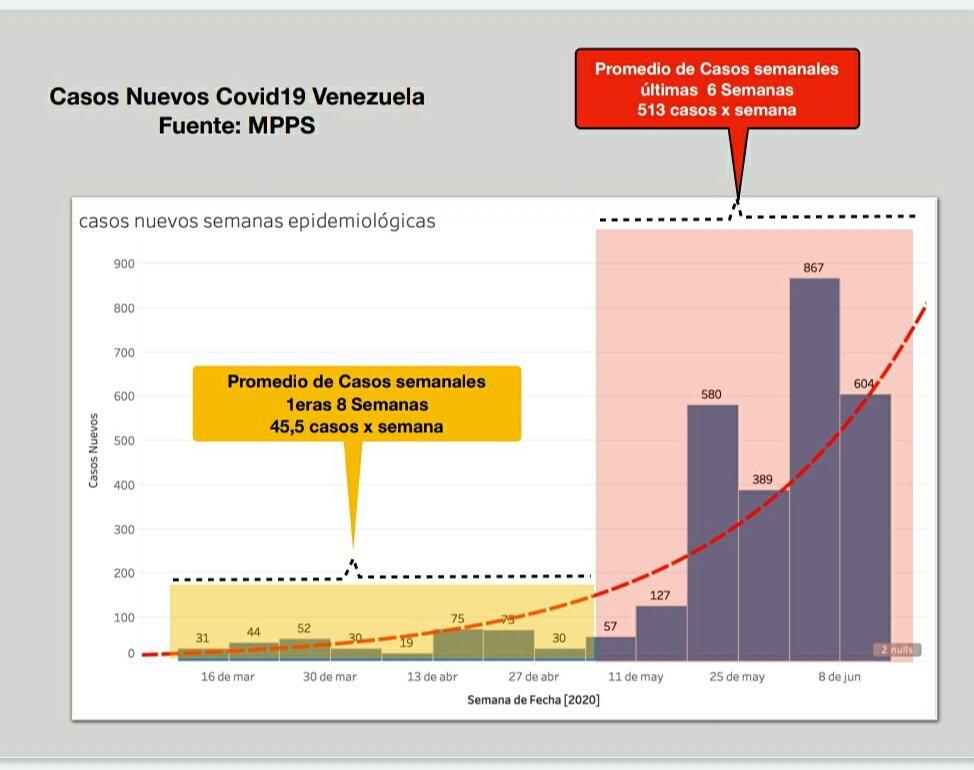 Casos Nuevos Covid19 Venezuela
Fuente: MPPS
Promedio de Casos semanales
últimas 6 Semanas
513 casos x semana
casos nuevos semanas epidemiológicas
Promedio de Casos semanales
1eras 8 Semanas
45,5 casos x semana
Casos Nuevos
900
800
700
600
500
400
300
200
100
0
31
44
52
30
19
75
73
30
57
127
580
389
867
604
2 nulls
16 de mar
30 de mar
13 de abr
27 de abr
11 de may
25 de may
8 de jun
Semana de Fecha [2020]